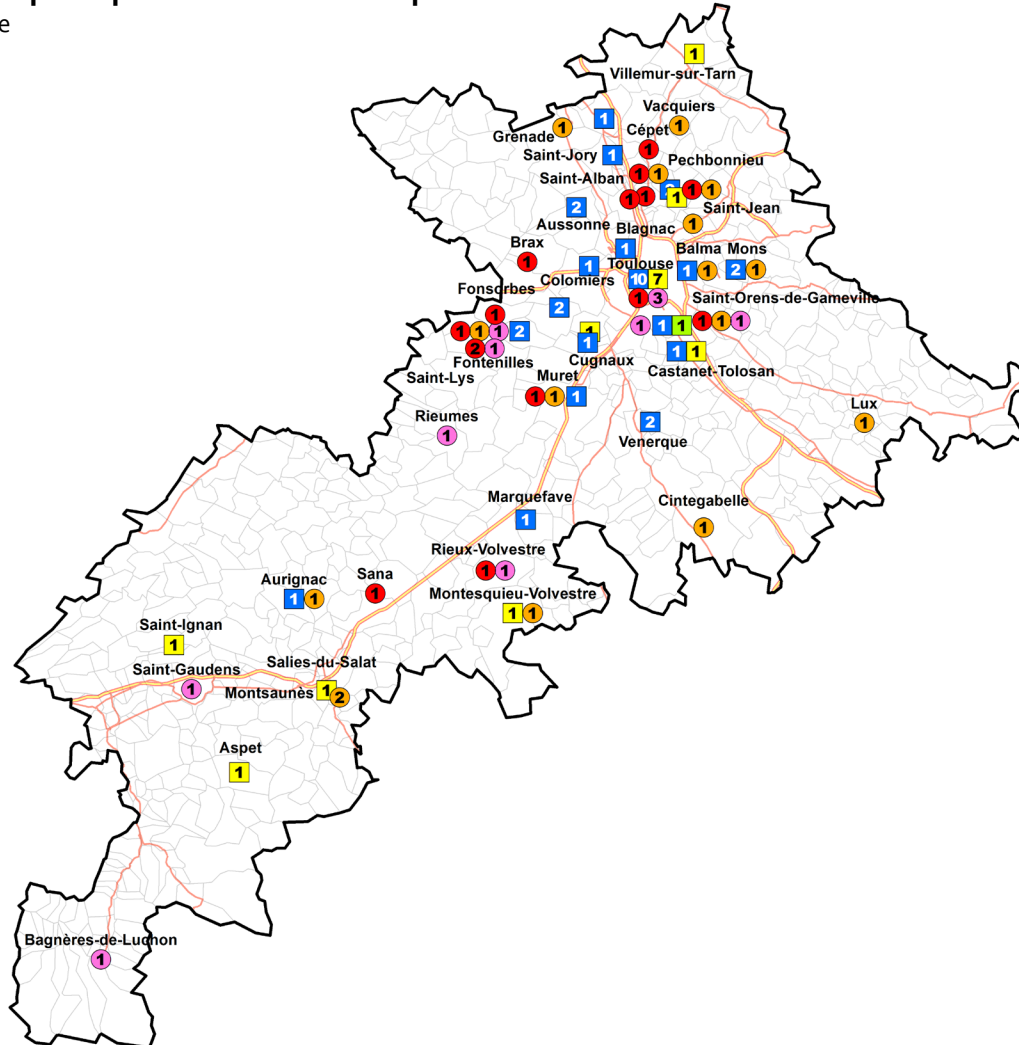 e
1
Villemur-sur-Tarn
Vacquiers
1
1
Grenade 1
Cépet
1
Saint-Jory 1
Pechbonnieu
1 1
Saint-Alban
1 1
1 1 1
2
Saint-Jean
Aussonne
1
Blagnac
1
Brax
1
Balma Mons
1 1
2 1
Toulouse
1
Colomiers
10 7
1 3
Fonsorbes
Saint-Orens-de-Gameville
2
1
1 1 1 2
2 1
Fontenilles
Saint-Lys
1 1 1 1 1 1
1
1
Cugnaux
1 1
Castanet-Tolosan
Muret
1 1 1
Rieumes
1
Lux
1
2
Venerque
Marquefave
1
Cintegabelle
1
Rieux-Volvestre
1 1
Aurignac
1 1
Sana
1
Montesquieu-Volvestre
1 1
Saint-Ignan
1
Saint-Gaudens
1
Salies-du-Salat
Montsaunès 1 2
Aspet
1
Bagnères-de-Luchon
1